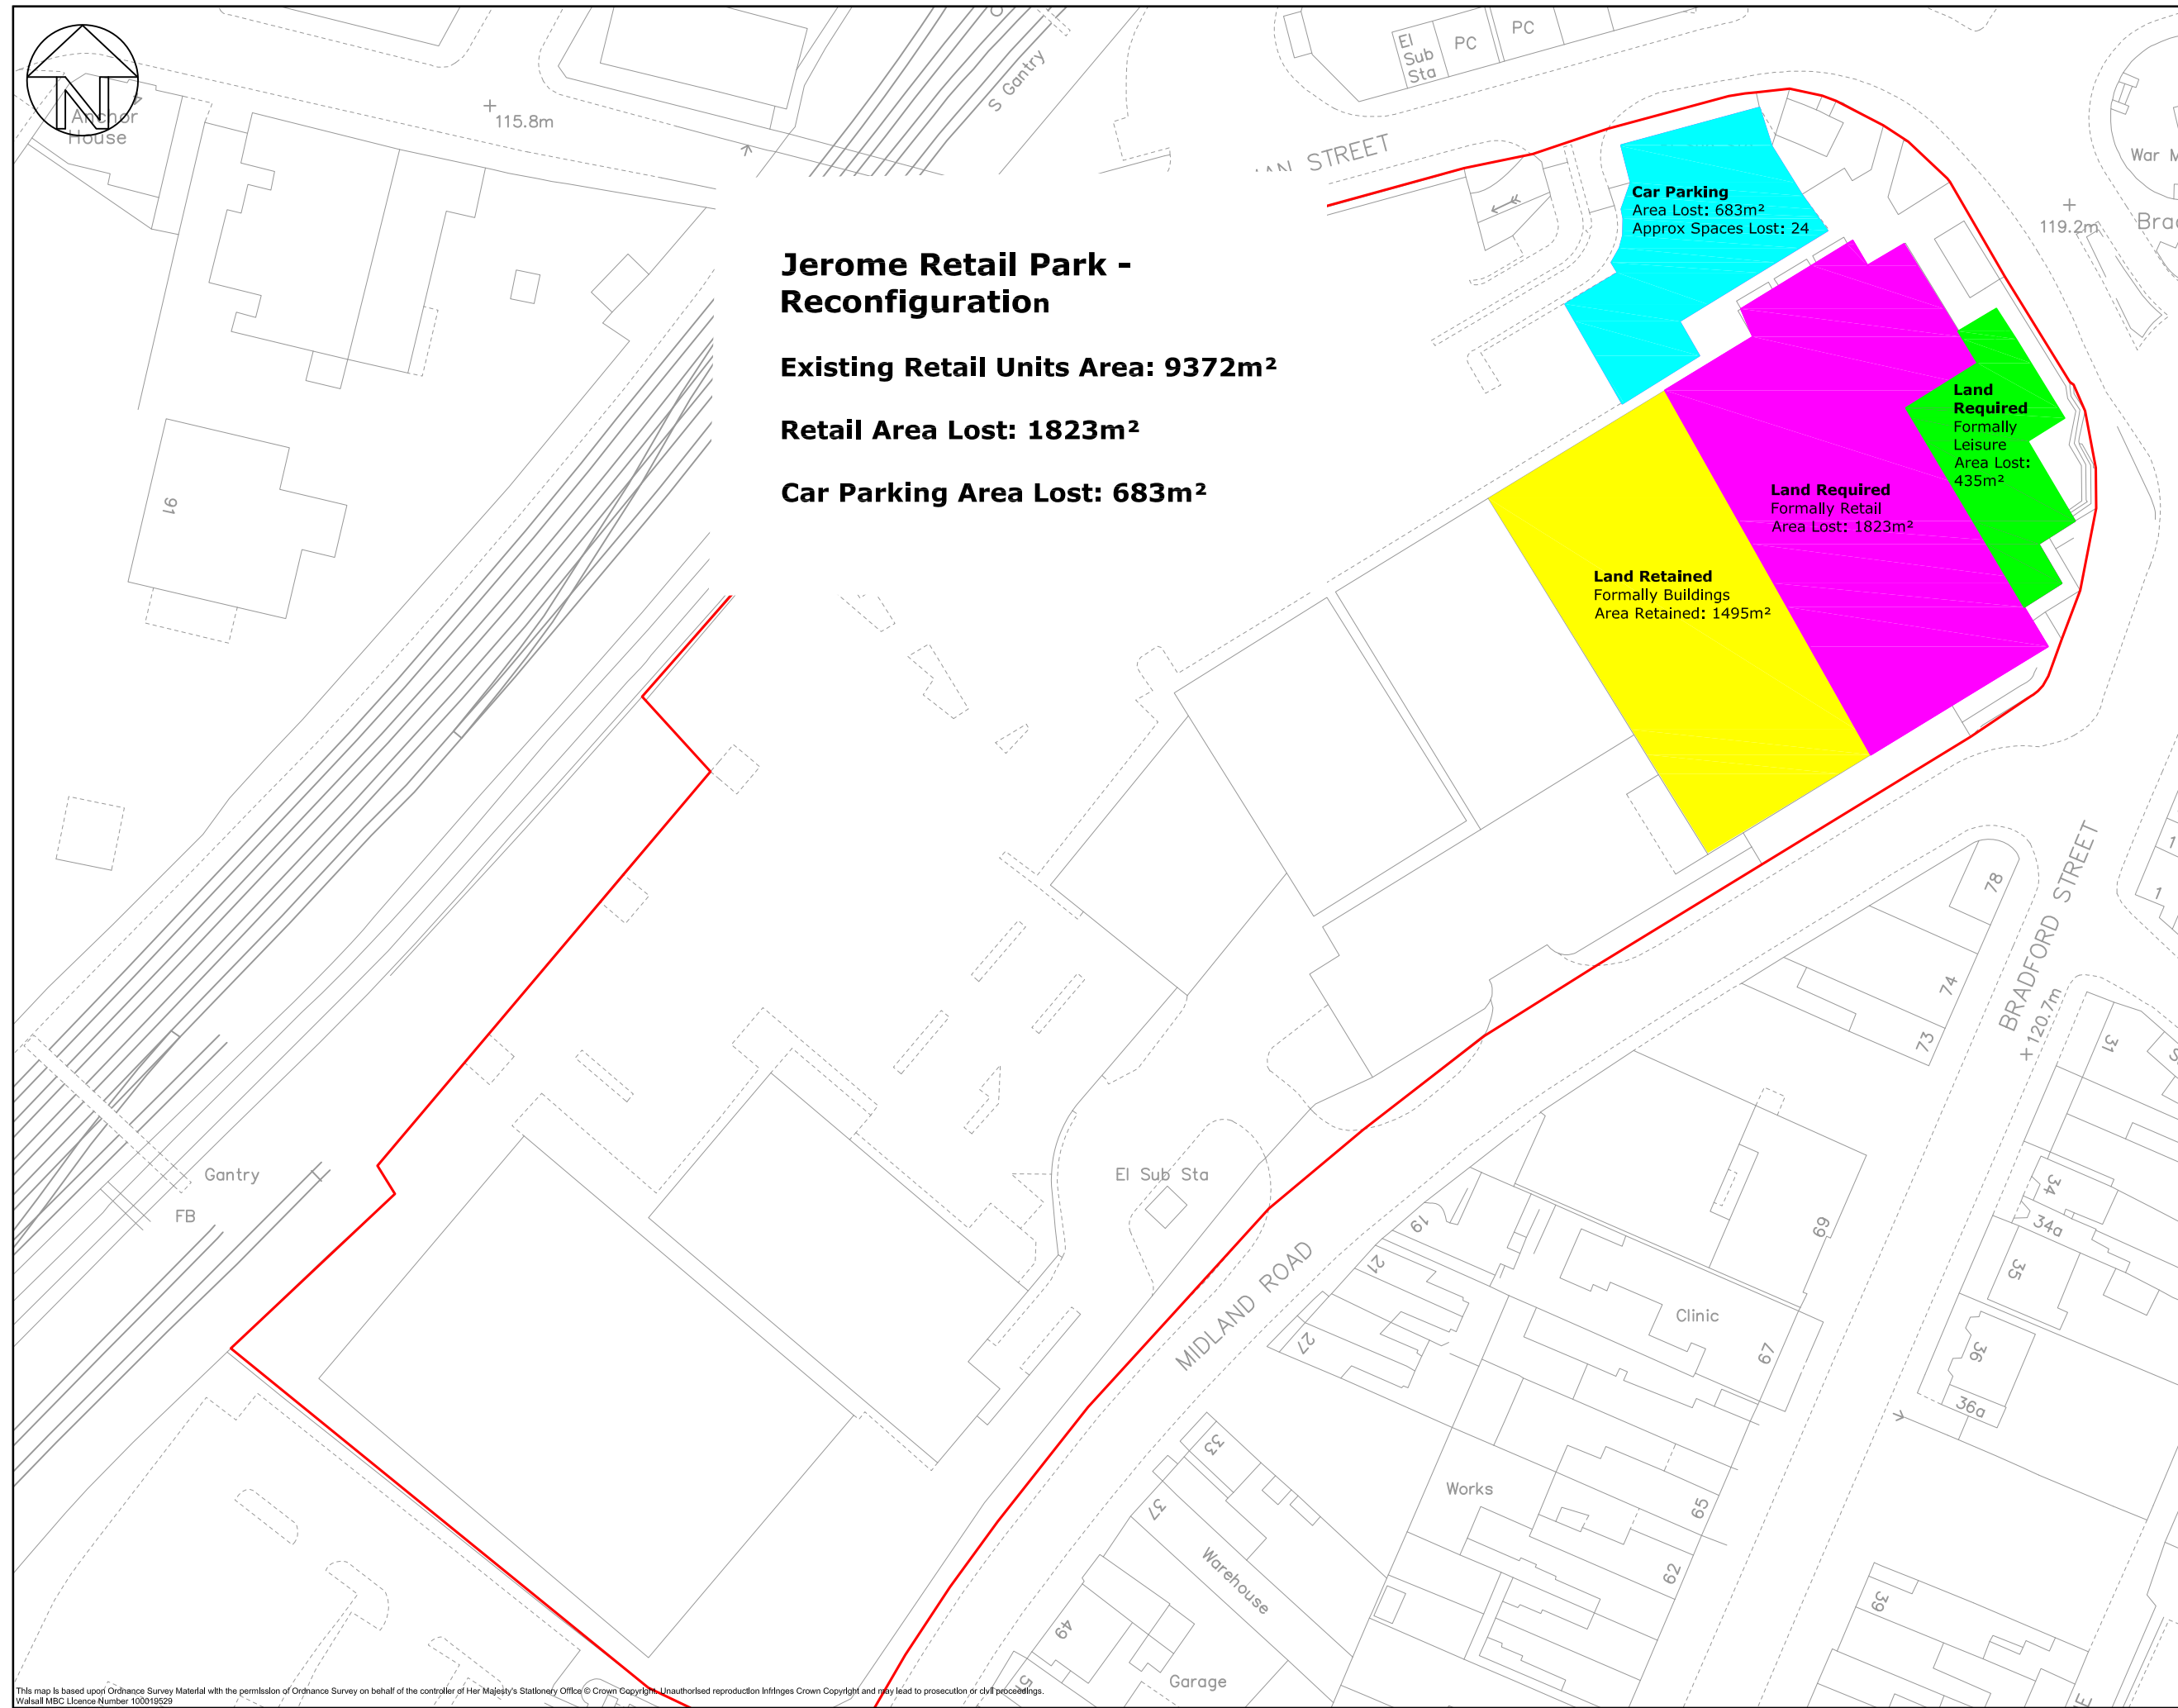 N
Anchor
House
115.8m
S Gantry
El
Sub
Sta
PC
PC
STREET
War
119.2m
Jerome Retail Park -
Reconfiguration
Existing Retail Units Area: 9372m²
Retail Area Lost: 1823m²
Car Parking Area Lost: 683m²
Car Parking
Area Lost: 683m²
Approx Spaces Lost: 24
Land
Required
Formally
Leisure
Area Lost:
435m²
Land Required
Formally Retail
Area Lost: 1823m²
Land Retained
Formally Buildings
Area Retained: 1495m²
91
78
74
73
BRADFORD STREET
120.7m
31
34
34a
35
36
36a
39
Gantry
FB
El Sub Sta
MIDLAND ROAD
19
21
27
69
Clinic
67
33
37
Works
65
62
Warehouse
49
51
Garage
This map is based upon Ordnance Survey Material with the permission of Ordnance Survey on behalf of the controller of Her Majesty's Stationery Office © Crown Copyright. Unauthorised reproduction infringes Crown Copyright and may lead to prosecution or civil proceedings.
Walsall MBC Licence Number 100019529